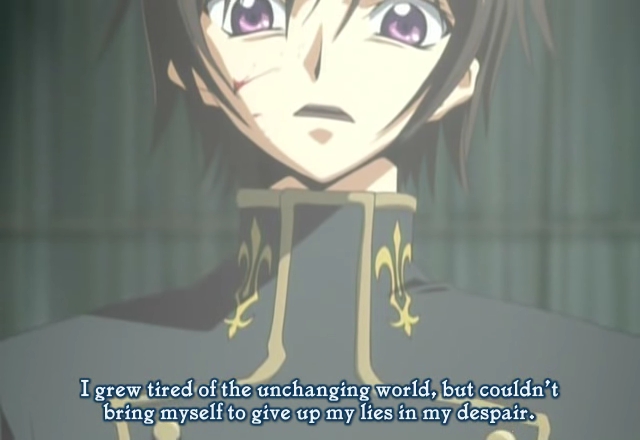 I grew tired of the unchanging world, but couldn't
bring myself to give up my lies in my despair.